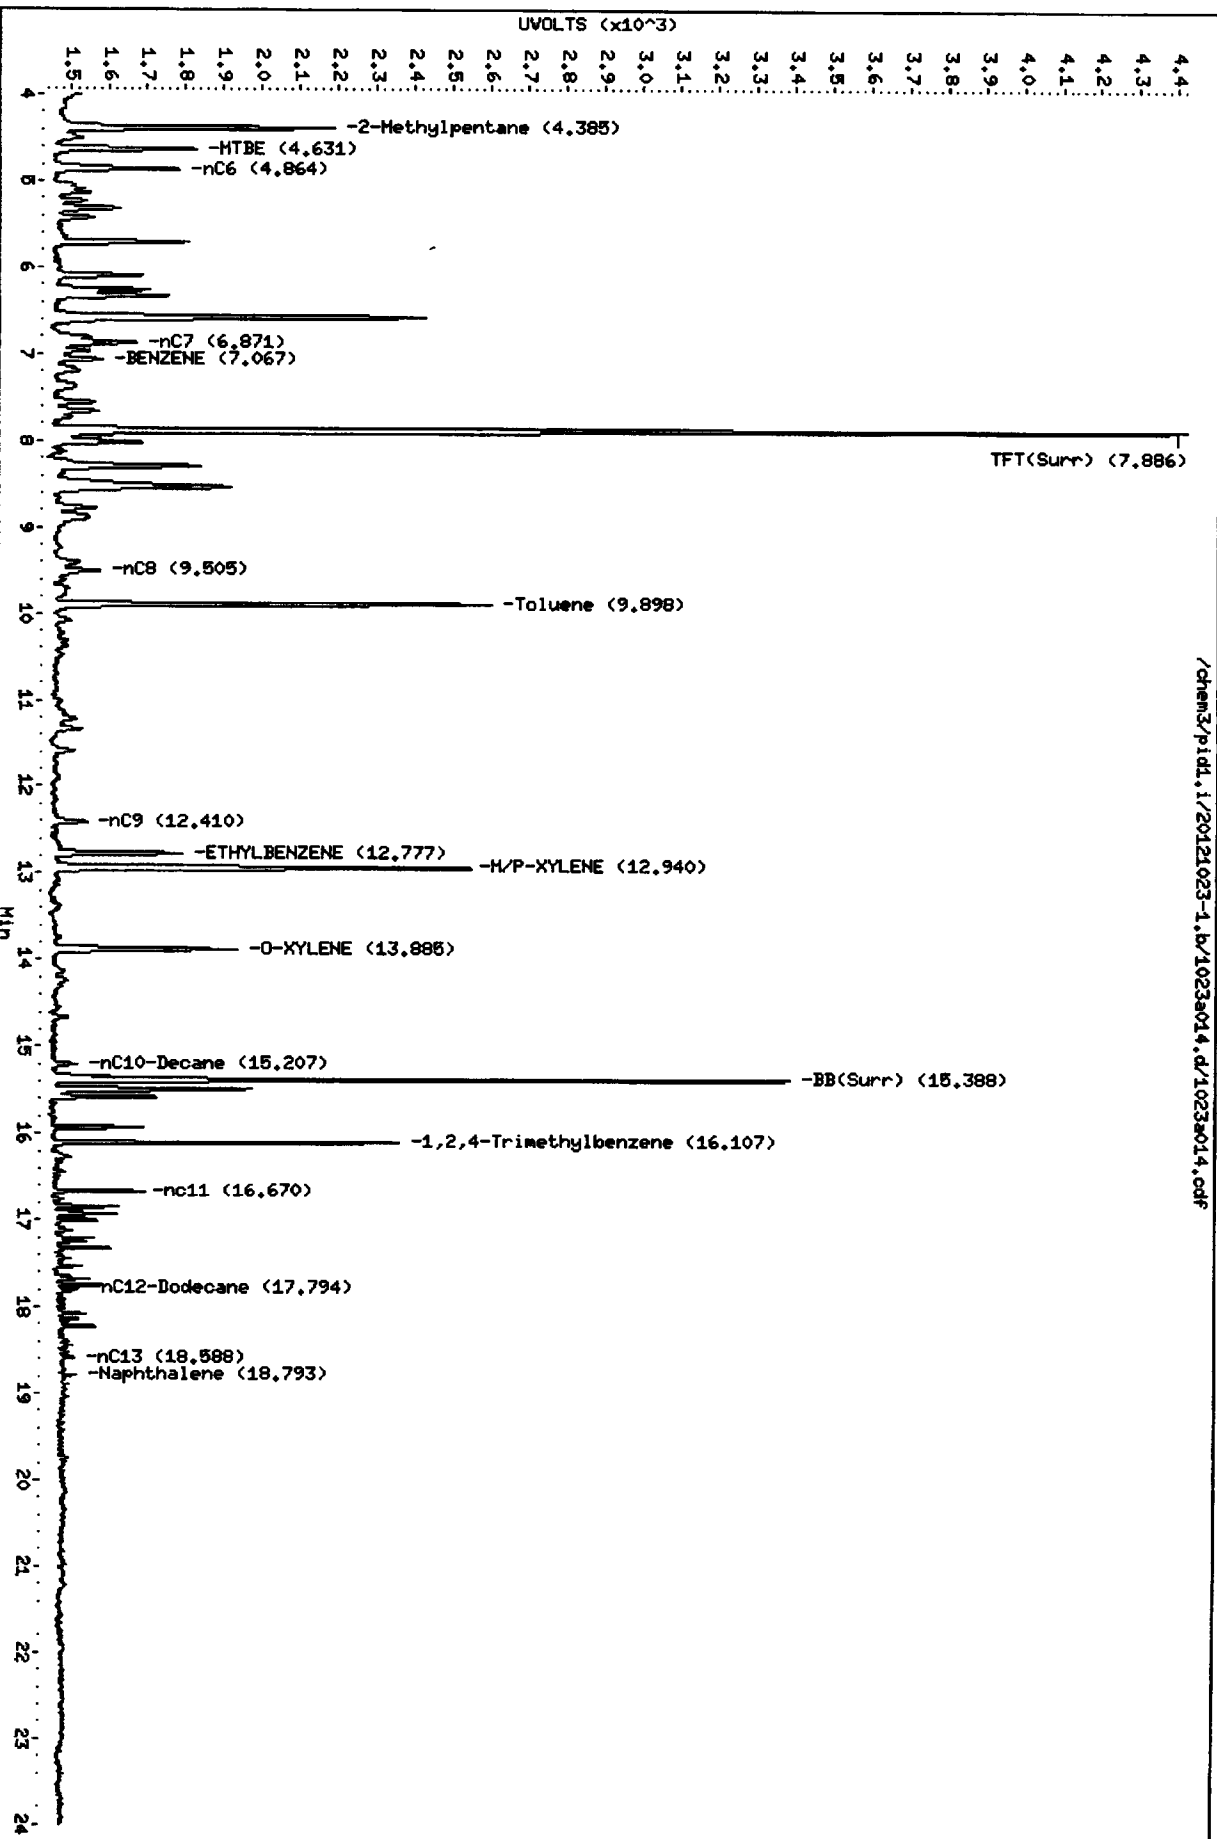 /chem3/pid1.i/20121023-1.b/1023a014.d/1023a014.cdf
UVOLTS (x10^3)
1.5
1.6
1.7
1.8
1.9
2.0
2.1
2.2
2.3
2.4
2.5
2.6
2.7
2.8
2.9
3.0
3.1
3.2
3.3
3.4
3.5
3.6
3.7
3.8
3.9
4.0
4.1
4.2
4.3
4.4
-2-Methylpentane (4.385)
-MTBE (4.631)
-nC6 (4.864)
-nC7 (6.871)
-BENZENE (7.067)
TFT(Surr) (7.886)
-nC8 (9.505)
-Toluene (9.898)
-nC9 (12.410)
-ETHYLBENZENE (12.777)
-M/P-XYLENE (12.940)
-O-XYLENE (13.885)
-nC10-Decane (15.207)
-BB(Surr) (15.388)
-1,2,4-Trimethylbenzene (16.107)
-nc11 (16.670)
nC12-Dodecane (17.794)
-nC13 (18.588)
-Naphthalene (18.793)
4
5
6
7
8
9
10
11
12
13
14
15
16
17
18
19
20
21
22
23
24
Min